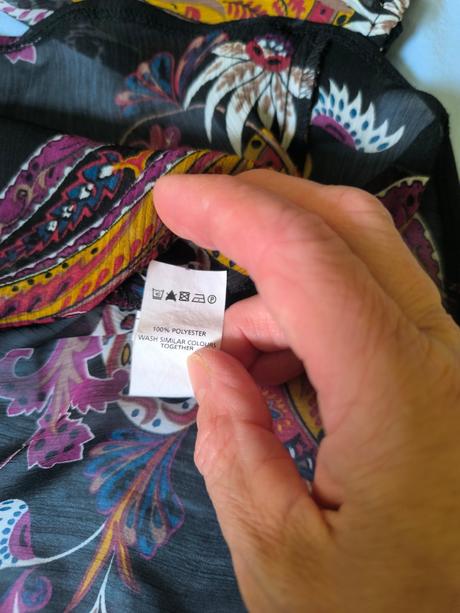 100% POLYESTER
WASH SIMILAR COLOURS
TOGETHER